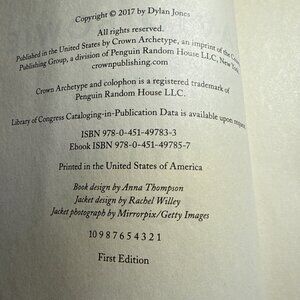 Copyright © 2017 by Dylan Jones
All rights reserved.
Published in the United States by Crown Archetype, an imprint of the Crown
Publishing Group, a division of Penguin Random House LLC, New York.
crownpublishing.com
Crown Archetype and colophon is a registered trademark of
Penguin Random House LLC.
Library of Congress Cataloging-in-Publication Data is available upon request.
ISBN 978-0-451-49783-3
Ebook ISBN 978-0-451-49785-7
Printed in the United States of America
Book design by Anna Thompson
Jacket design by Rachel Willey
Jacket photograph by Mirrorpix/Getty Images
10 9 8 7 6 5 4 3 2 1
First Edition